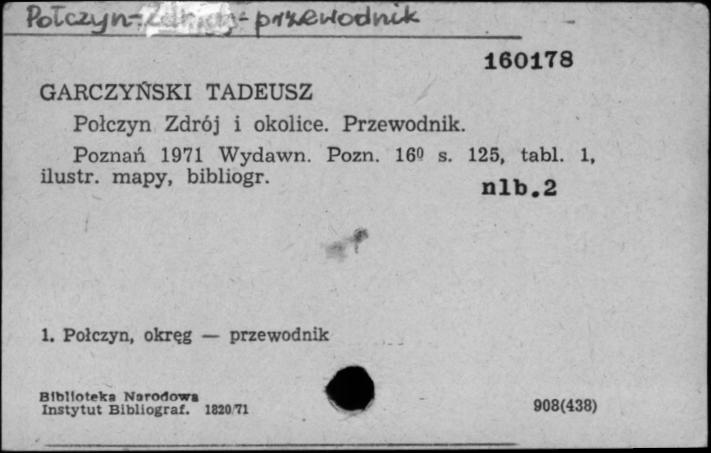 Połczyn- - przewodnik
160178
GARCZYŃSKI TADEUSZ
Połczyn Zdrój i okolice. Przewodnik.
Poznań 1971 Wydawn. Pozn. 16⁰ s. 125, tabl. 1,
ilustr. mapy, bibliogr.
nlb.2
1. Połczyn, okręg — przewodnik
Biblioteka Narodowa
Instytut Bibliograf. 1820/71
908(438)